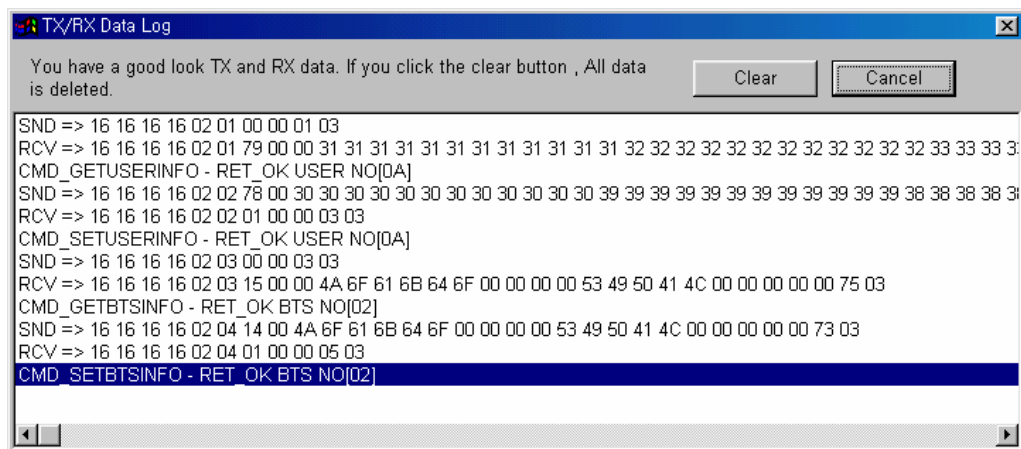 TX/RX Data Log
You have a good look TX and RX data. If you click the clear button , All data
is deleted.
Clear
Cancel
SND => 16 16 16 16 02 01 00 00 01 03
RCV => 16 16 16 16 02 01 79 00 00 31 31 31 31 31 31 31 31 31 31 31 31 32 32 32 32 32 32 32 32 32 32 32 32 33 33 33
CMD_GETUSERINFO - RET_OK USER NO[0A]
SND => 16 16 16 16 02 02 78 00 30 30 30 30 30 30 30 30 30 30 30 30 39 39 39 39 39 39 39 39 39 39 39 39 38 38 38 38
RCV => 16 16 16 16 02 02 01 00 00 03 03
CMD_SETUSERINFO - RET_OK USER NO[0A]
SND => 16 16 16 16 02 03 00 00 03 03
RCV => 16 16 16 16 02 03 15 00 00 4A 6F 61 6B 64 6F 00 00 00 00 53 49 50 41 4C 00 00 00 00 00 75 03
CMD_GETBTSINFO - RET_OK BTS NO[02]
SND => 16 16 16 16 02 04 14 00 4A 6F 61 6B 64 6F 00 00 00 00 53 49 50 41 4C 00 00 00 00 00 73 03
RCV => 16 16 16 16 02 04 01 00 00 05 03
CMD_SETBTSINFO - RET_OK BTS NO[02]